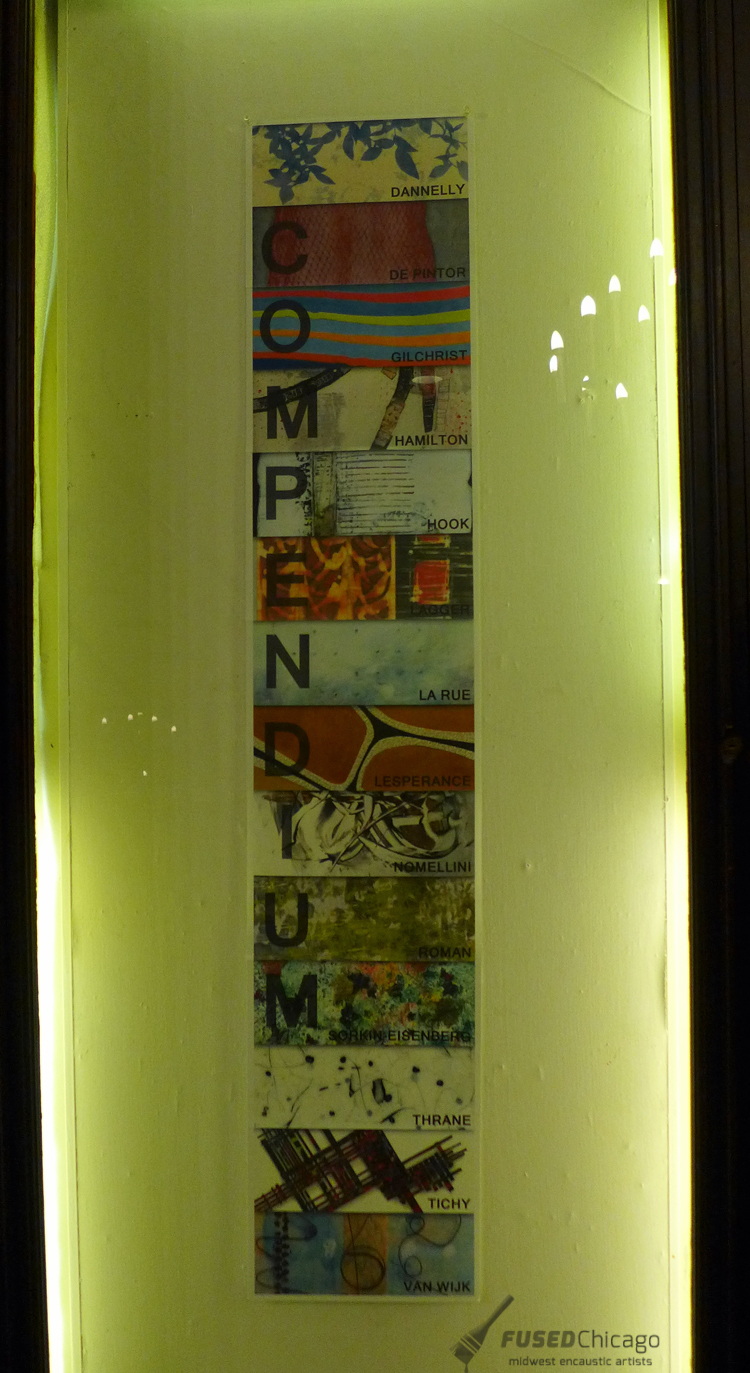 DANNELLY
C
DE PINTOR
O
GILCHRIST
M
HAMILTON
P
HOOK
E
LAGGER
N
LA RUE
D
LESPERANCE
I
NOMELLINI
U
ROMAN
M
SORKIN-EISENBERG
THRANE
TICHY
VAN WIJK
FUSEDChicago
midwest encaustic artists